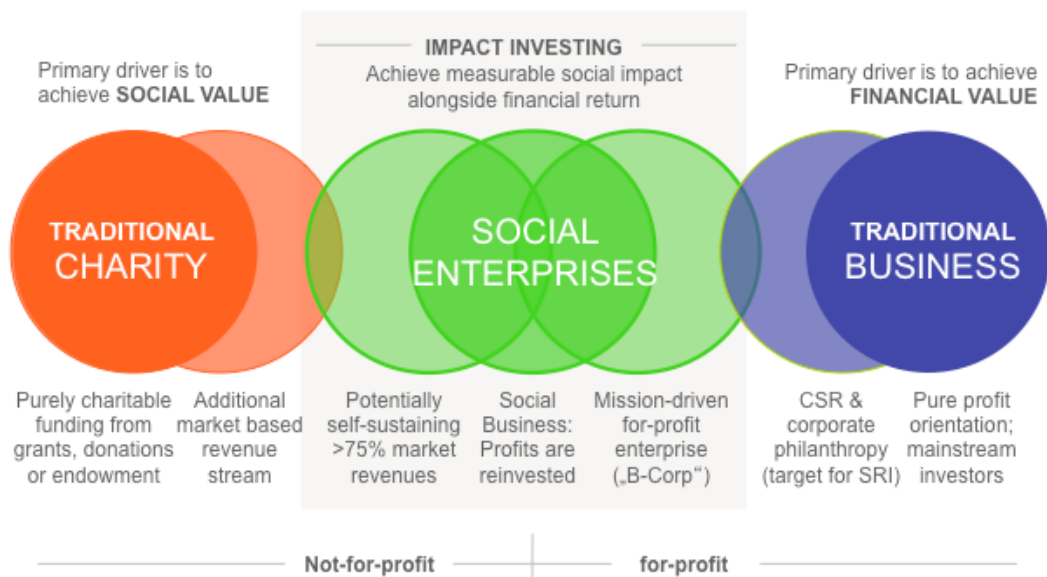 IMPACT INVESTING
Achieve measurable social impact
alongside financial return
Primary driver is to
achieve SOCIAL VALUE
Primary driver is to achieve
FINANCIAL VALUE
TRADITIONAL
CHARITY
SOCIAL
ENTERPRISES
TRADITIONAL
BUSINESS
Purely charitable
funding from
grants, donations
or endowment
Additional
market based
revenue
stream
Potentially
self-sustaining
>75% market
revenues
Social
Business:
Profits are
reinvested
Mission-driven
for-profit
enterprise
(„B-Corp“)
CSR &
corporate
philanthropy
(target for SRI)
Pure profit
orientation;
mainstream
investors
Not-for-profit
for-profit